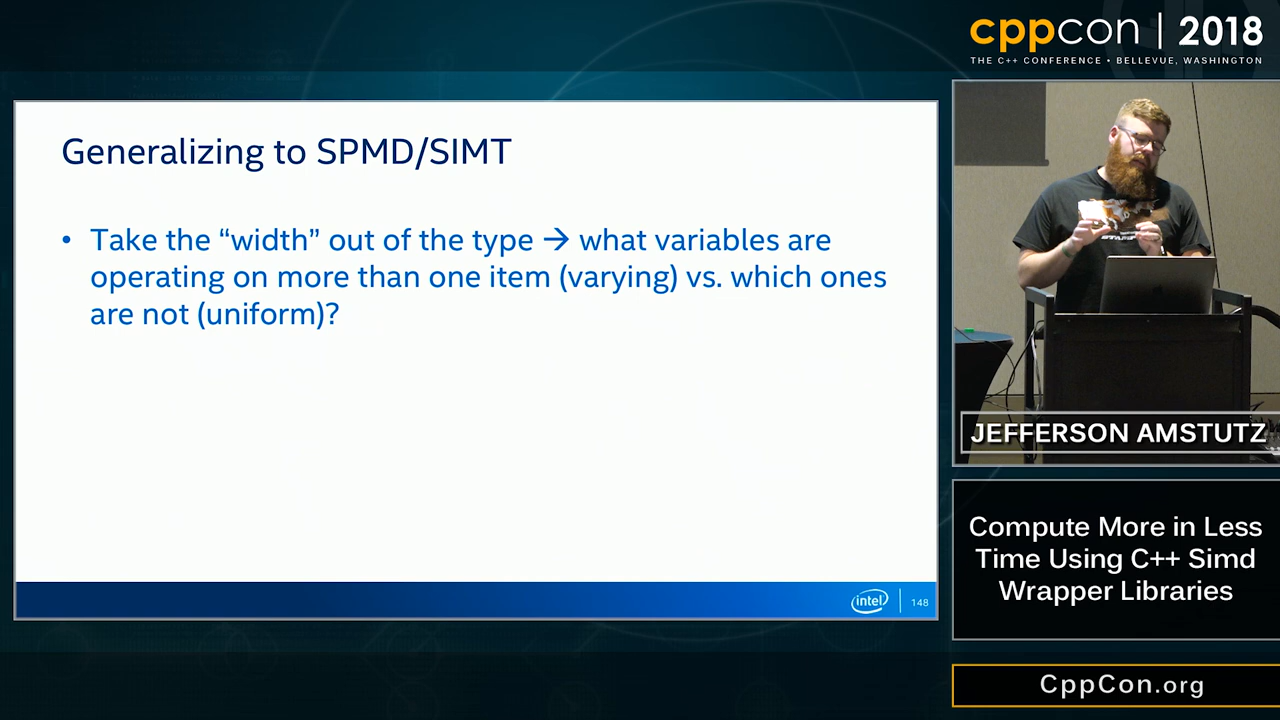 cppcon | 2018
THE C++ CONFERENCE • BELLEVUE, WASHINGTON
Generalizing to SPMD/SIMT
• Take the “width” out of the type → what variables are
operating on more than one item (varying) vs. which ones
are not (uniform)?
intel
148
JEFFERSON AMSTUTZ
Compute More in Less
Time Using C++ Simd
Wrapper Libraries
CppCon.org